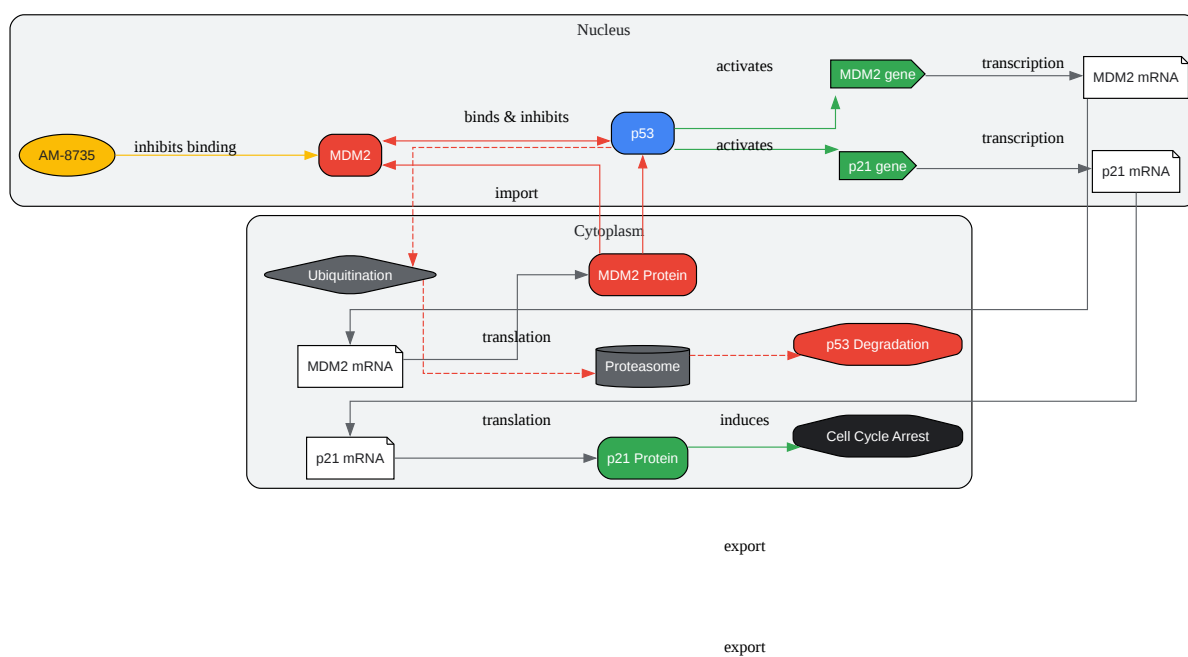 Nucleus
activates
MDM2 gene
transcription
MDM2 mRNA
binds & inhibits
p53
AM-8735
inhibits binding
MDM2
activates
p21 gene
transcription
p21 mRNA
import
Cytoplasm
Ubiquitination
MDM2 Protein
translation
p53 Degradation
MDM2 mRNA
Proteasome
translation
induces
Cell Cycle Arrest
p21 mRNA
p21 Protein
export
export